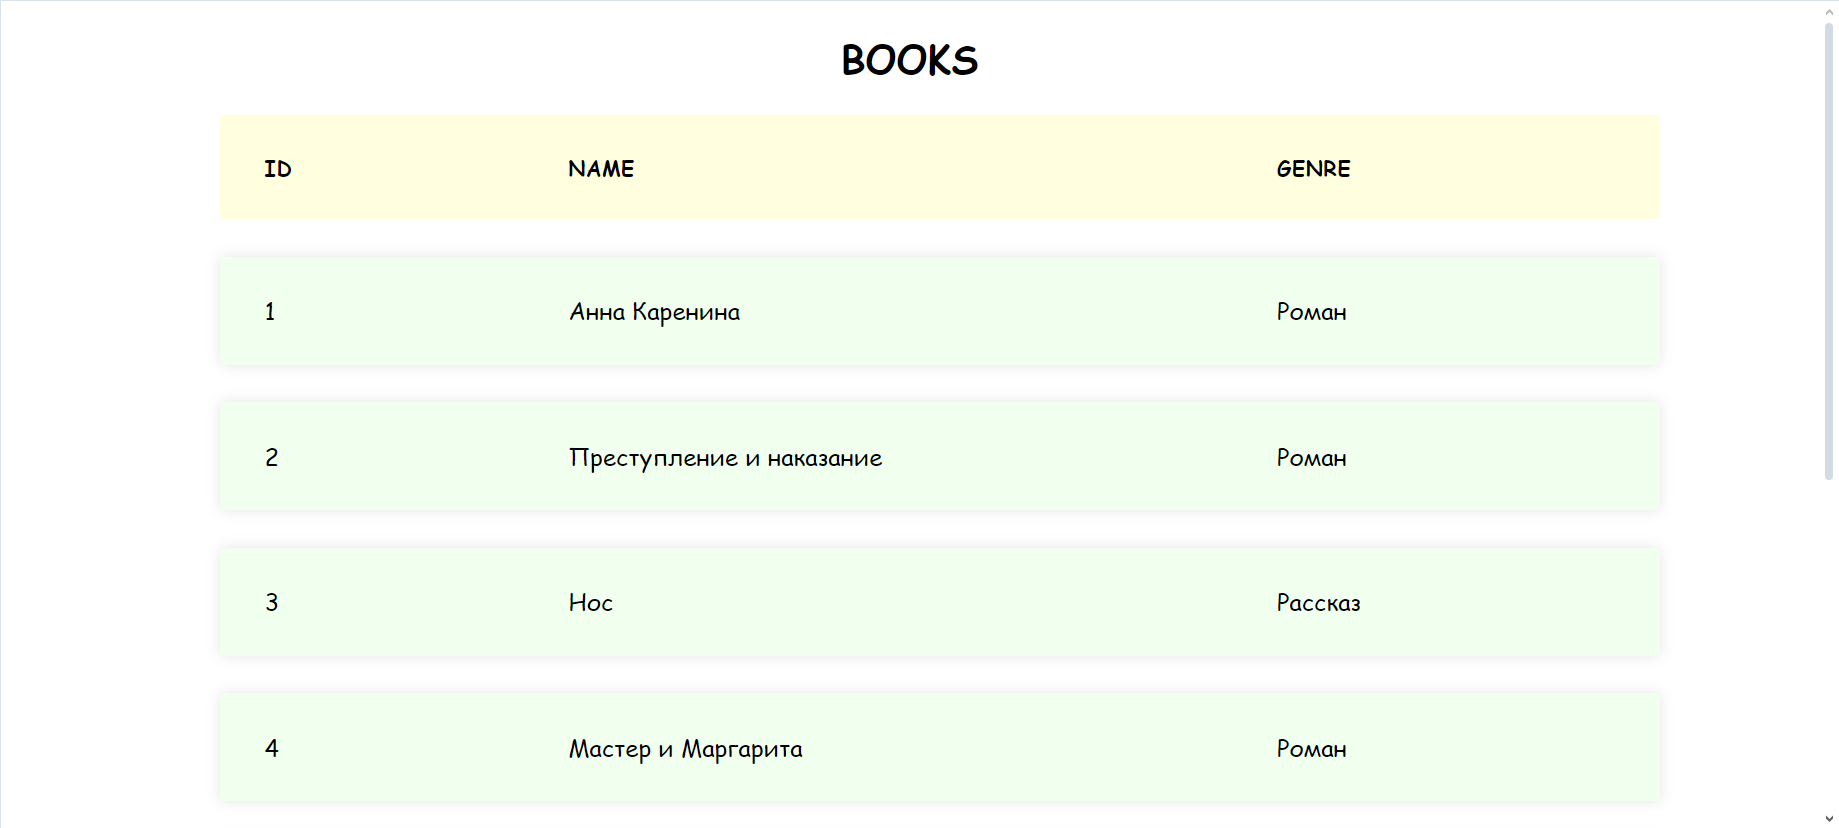 BOOKS
ID NAME GENRE
1 Анна Каренина Роман
2 Преступление и наказание Роман
3 Нос Рассказ
4 Мастер и Маргарита Роман